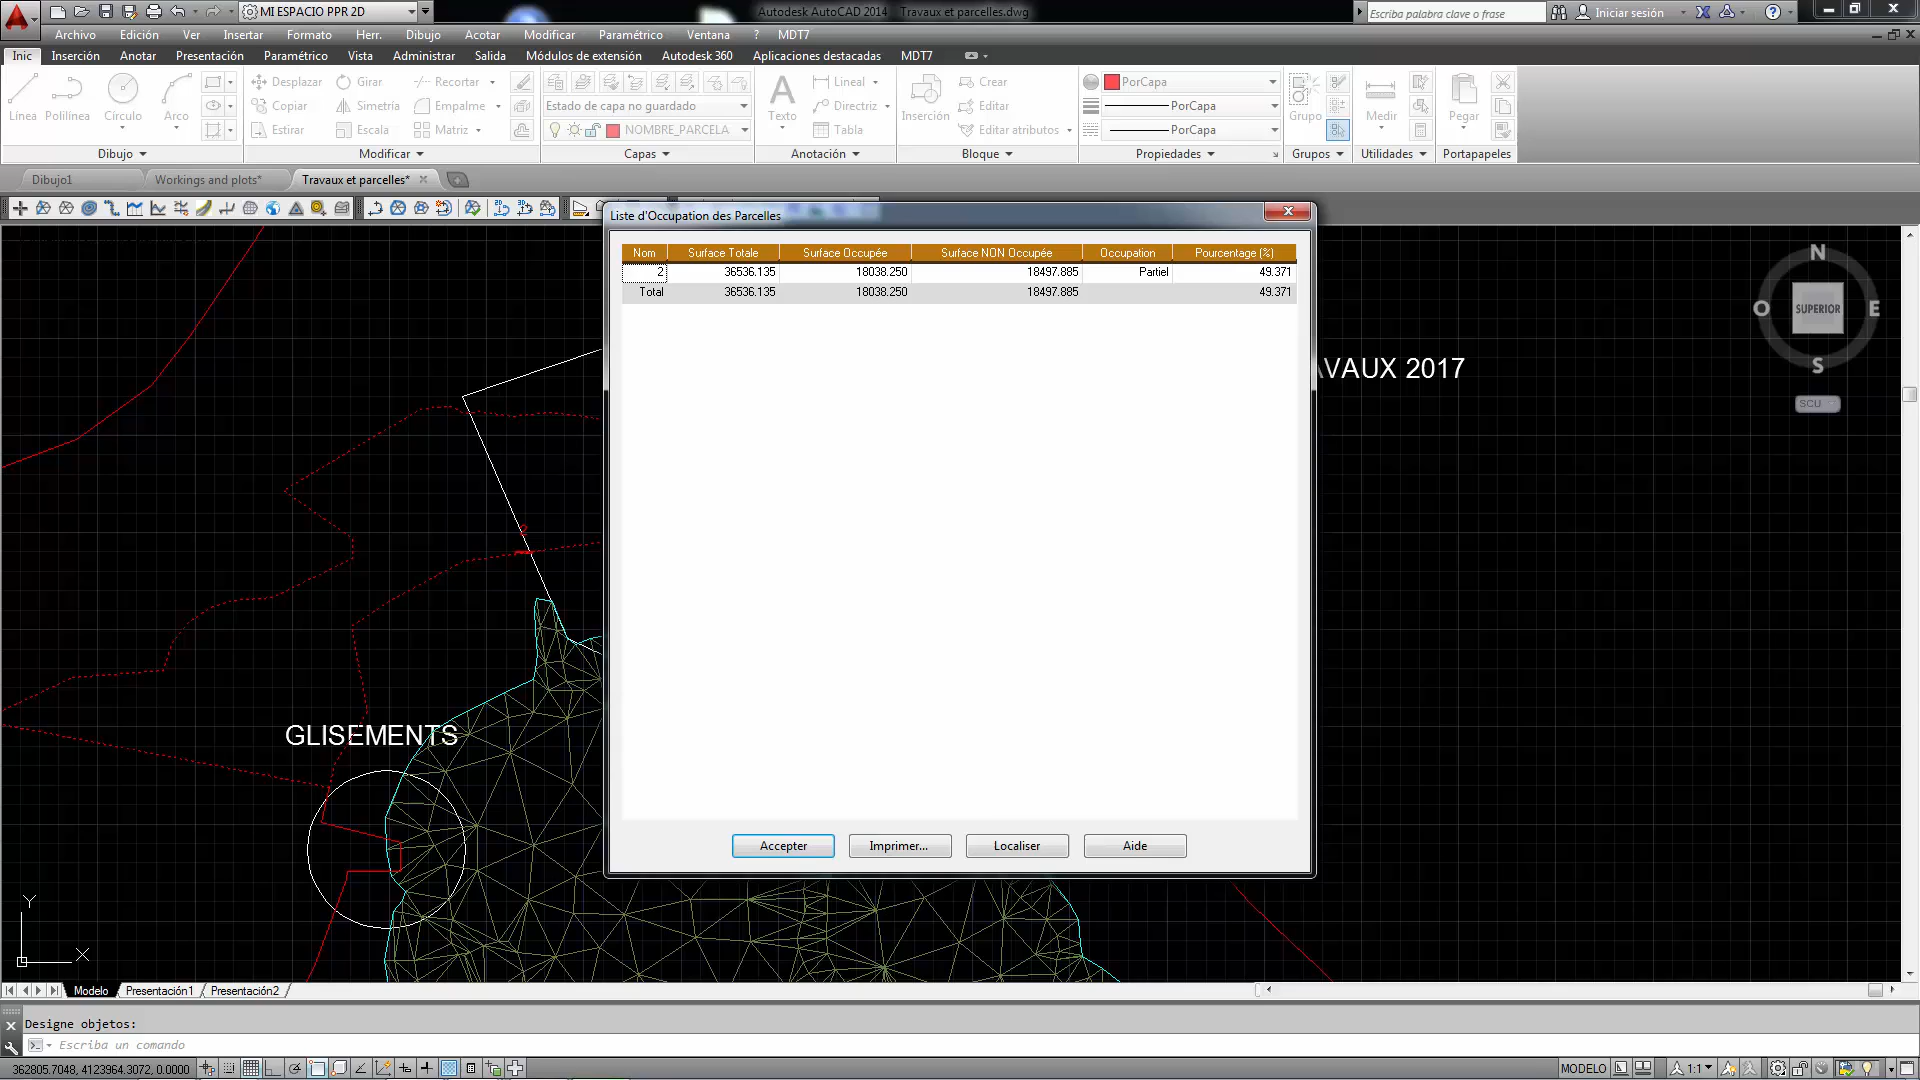 MI ESPACIO PPR 2D
Autodesk AutoCAD 2014 Travaux et parcelles.dwg
Escriba palabra clave o frase
Iniciar sesión
Archivo Edición Ver Insertar Formato Herr. Dibujo Acotar Modificar Paramétrico Ventana ? MDT7
Inic Inserción Anotar Presentación Paramétrico Vista Administrar Salida Módulos de extensión Autodesk 360 Aplicaciones destacadas MDT7
Línea Polilínea Círculo Arco
Desplazar Girar Recortar
Copiar Simetría Empalme
Estirar Escala Matriz
Estado de capa no guardado
NOMBRE_PARCELA
Texto
Lineal
Directriz
Tabla
Inserción
Crear
Editar
Editar atributos
PorCapa
PorCapa
PorCapa
Grupo
Medir
Pegar
Dibujo Modificar Capas Anotación Bloque Propiedades Grupos Utilidades Portapapeles
Dibujo1 Workings and plots* Travaux et parcelles*
Liste d'Occupation des Parcelles
Nom Surface Totale Surface Occupée Surface NON Occupée Occupation Pourcentage (%)
2 36536.135 18038.250 18497.885 Partiel 49.371
Total 36536.135 18038.250 18497.885 49.371
N
O SUPERIOR E
S
SCU
AVAUX 2017
2
GLISEMENTS
Accepter Imprimer... Localiser Aide
Y
X
Modelo Presentación1 Presentación2
Designe objetos:
Escriba un comando
362805.7048, 4123964.3072, 0.0000
MODELO
1:1